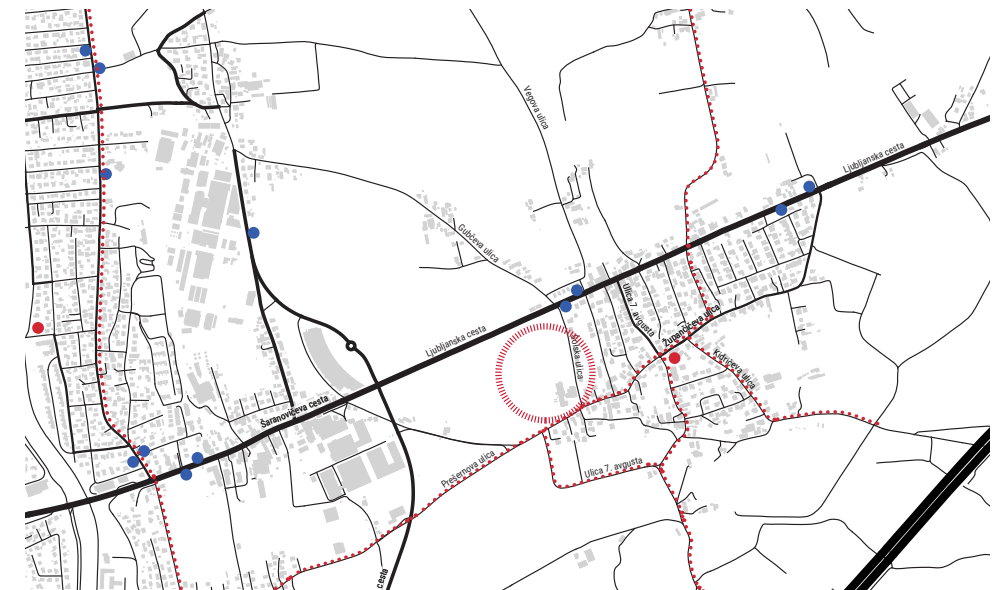 Vegova ulica
Ljubljanska cesta
Gubčeva ulica
Ulica 7. avgusta
Ljubljanska cesta
Župančičeva ulica
Kidričeva ulica
Šaranovičeva cesta
Prešernova ulica
Ulica 7. avgusta
cesta